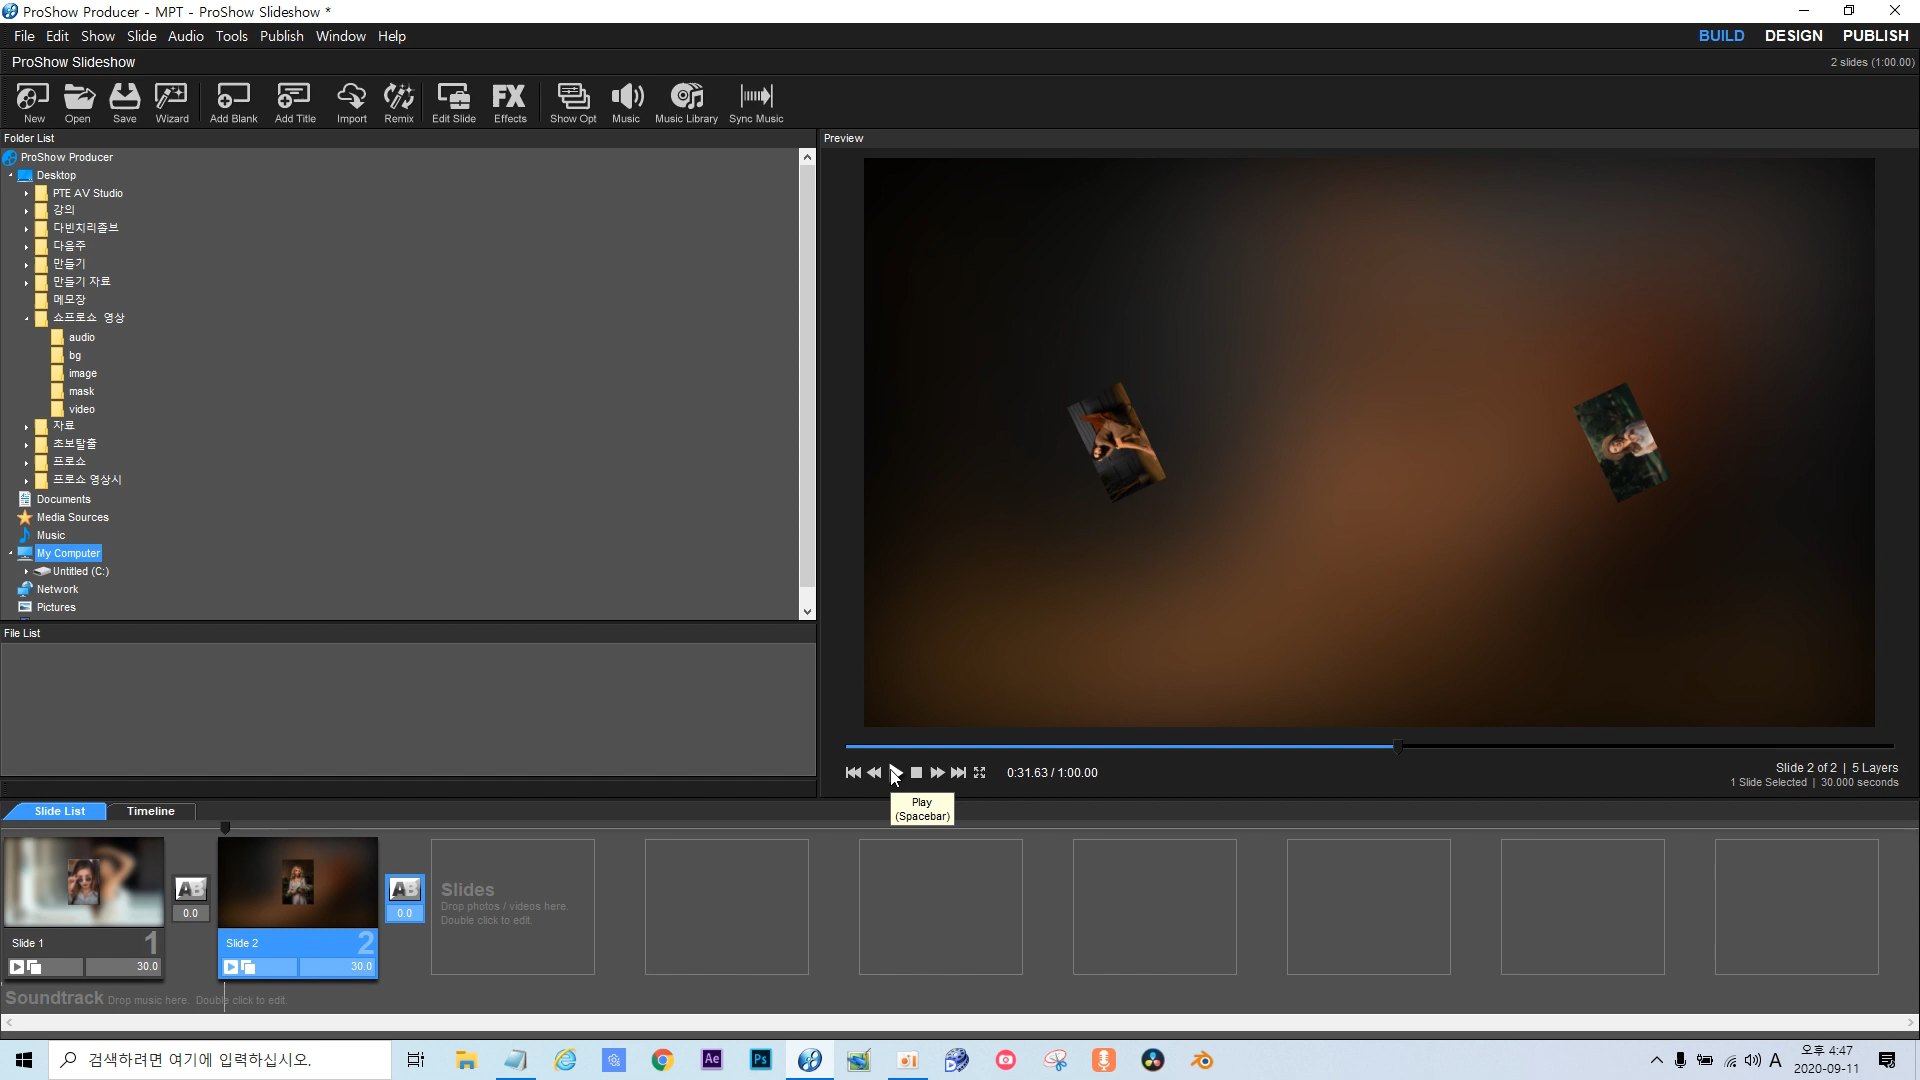 ProShow Producer - MPT - ProShow Slideshow *
File Edit Show Slide Audio Tools Publish Window Help
BUILD DESIGN PUBLISH
ProShow Slideshow
2 slides (1:00.00)
New Open Save Wizard Add Blank Add Title Import Remix Edit Slide FX Effects Show Opt Music Music Library Sync Music
Folder List
ProShow Producer
Desktop
PTE AV Studio
강의
다빈치리졸브
다음주
만들기
만들기 자료
메모장
쇼프로쇼 영상
audio
bg
image
mask
video
자료
초보탈출
프로쇼
프로쇼 영상시
Documents
Media Sources
Music
My Computer
Untitled (C:)
Network
Pictures
File List
Preview
0:31.63 / 1:00.00
Slide 2 of 2 | 5 Layers
1 Slide Selected | 30.000 seconds
Play
(Spacebar)
Slide List Timeline
AB
0.0
AB
0.0
Slide 1
1
30.0
Slide 2
2
30.0
Slides
Drop photos / videos here.
Double click to edit.
Soundtrack Drop music here. Double click to edit.
검색하려면 여기에 입력하십시오.
Ae
Ps
A
오후 4:47
2020-09-11